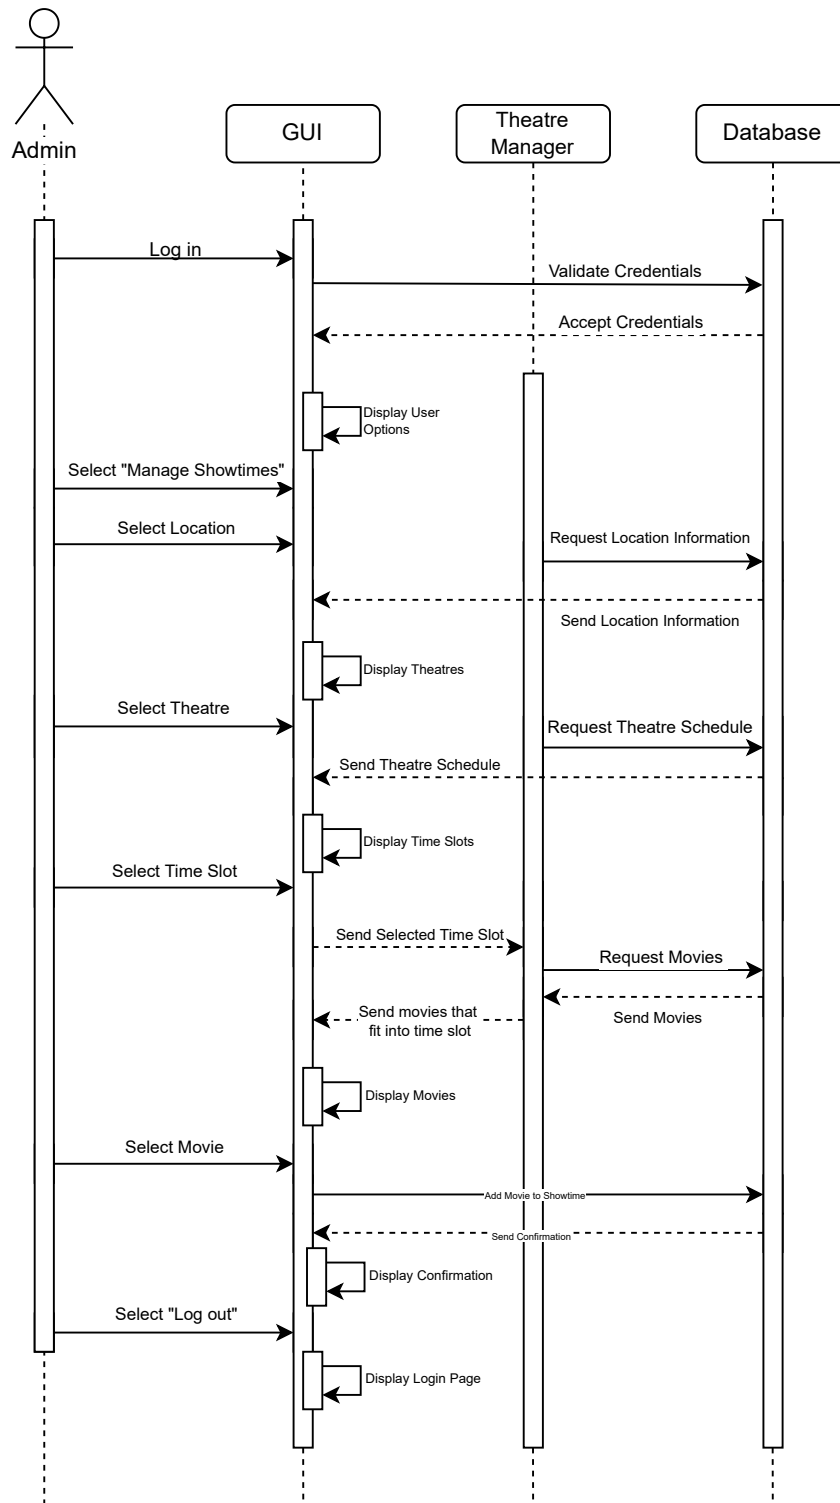 Admin
GUI
Theatre
Manager
Database
Log in
Validate Credentials
Accept Credentials
Display User
Options
Select "Manage Showtimes"
Select Location
Request Location Information
Send Location Information
Display Theatres
Select Theatre
Request Theatre Schedule
Send Theatre Schedule
Display Time Slots
Select Time Slot
Send Selected Time Slot
Request Movies
Send movies that
fit into time slot
Send Movies
Display Movies
Select Movie
Add Movie to Showtime
Send Confirmation
Display Confirmation
Select "Log out"
Display Login Page